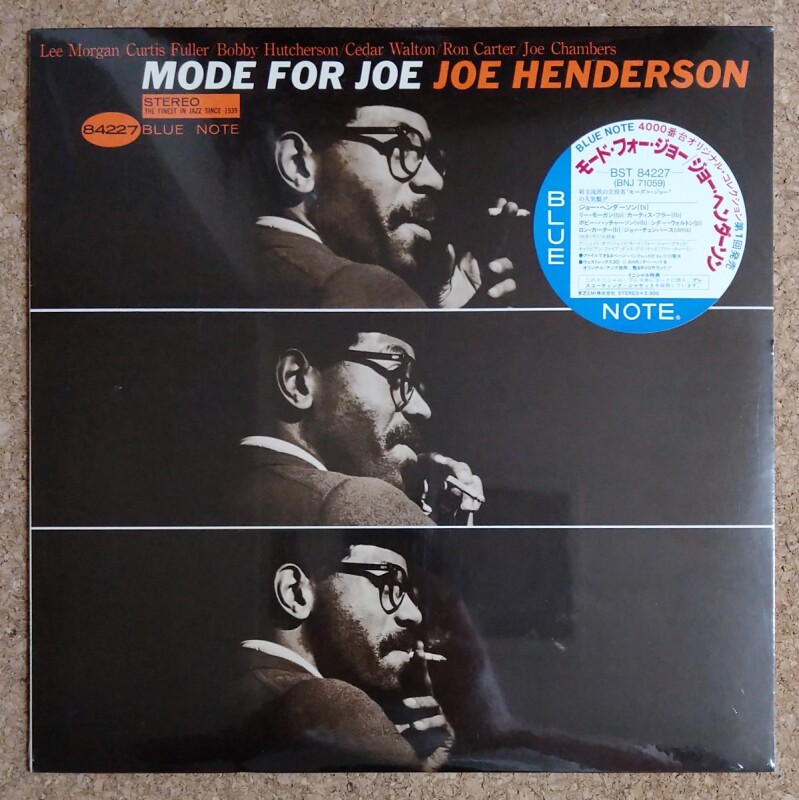 Lee Morgan/Curtis Fuller/Bobby Hutcherson/Cedar Walton/Ron Carter/Joe Chambers
MODE FOR JOE JOE HENDERSON
STEREO
THE FINEST IN JAZZ SINCE 1939
84227 BLUE NOTE
BLUE NOTE 4000番台オリジナル・コレクション第1回発売
モード・フォー・ジョー/ジョー・ヘンダーソン
BST 84227
(BNJ 71059)
の人気盤!!
ジョー・ヘンダーソン(ts)
リー・モーガン(tp) カーティス・フラー(tb)
ボビー・ハッチャーソン(vib) シダー・ウォルトン(p)
ロン・カーター(b) ジョー・チェンバース(dms)
BLUE
NOTE®